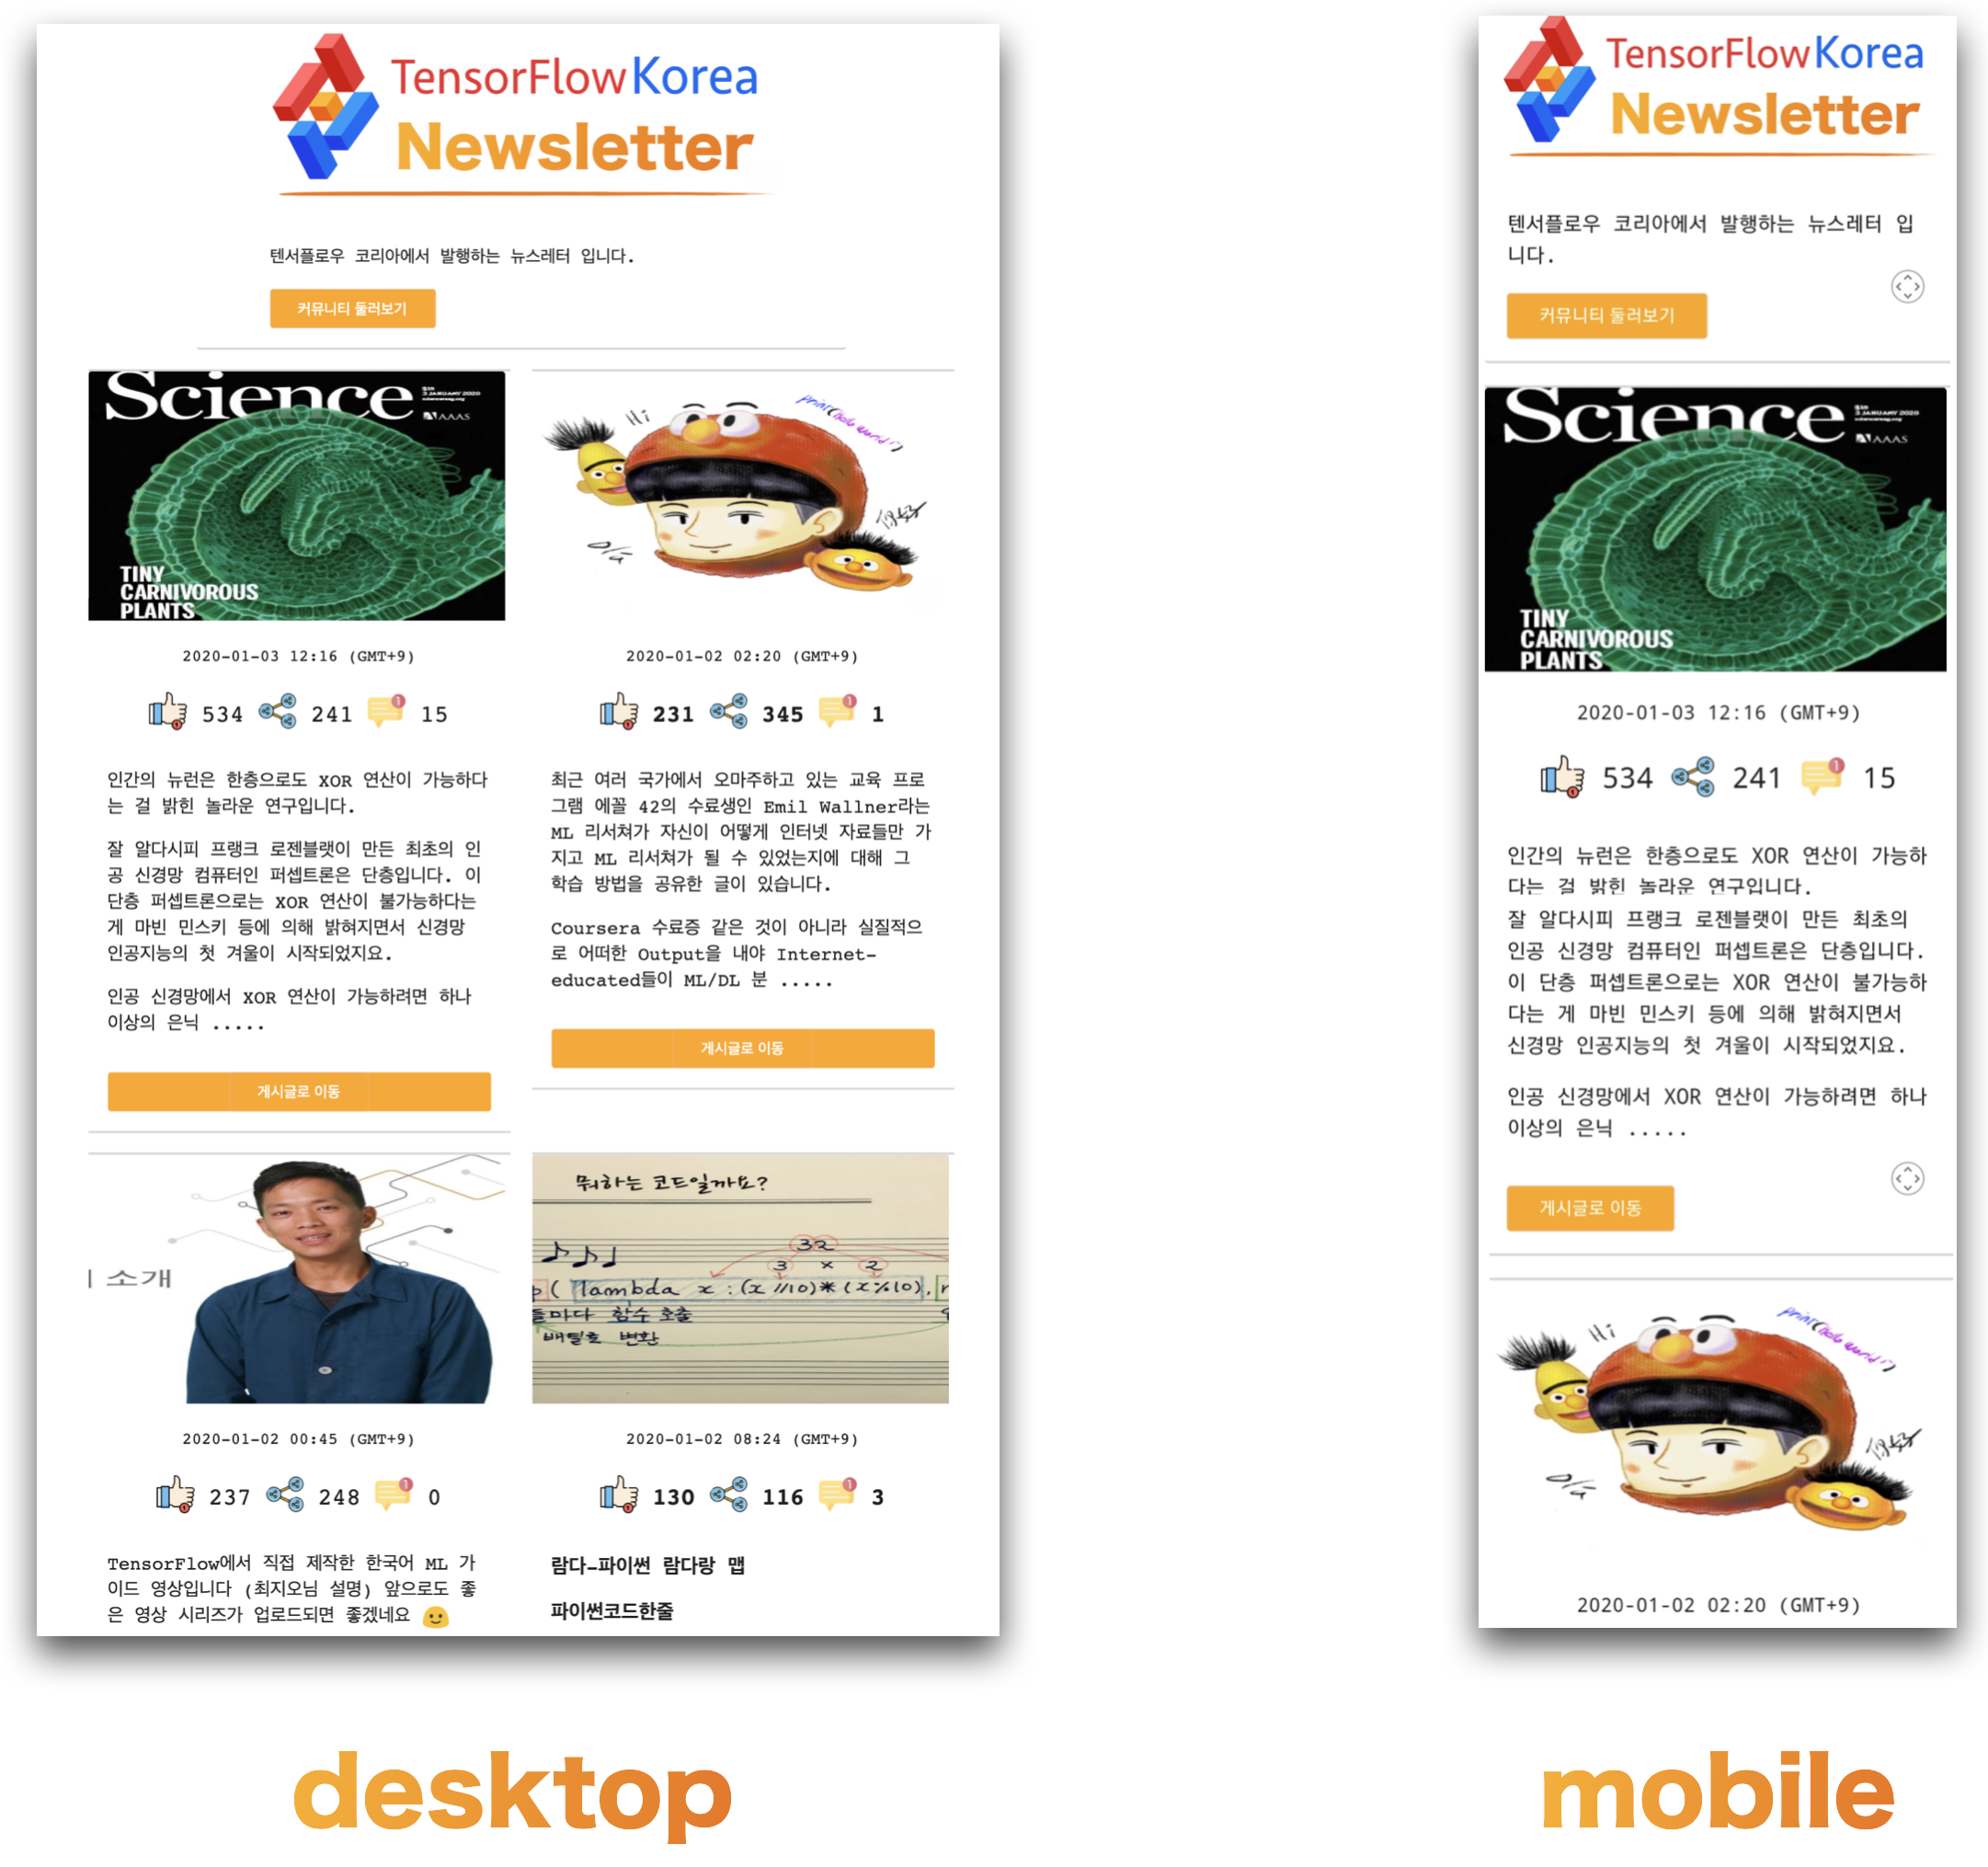 TensorFlowKorea
Newsletter
텐서플로우 코리아에서 발행하는 뉴스레터 입니다.
커뮤니티 둘러보기
Science
3 JANUARY 2020
sciencemag.org
AAAS
TINY
CARNIVOROUS
PLANTS
2020-01-03 12:16 (GMT+9)
534 241 1 15
인간의 뉴런은 한층으로도 XOR 연산이 가능하다
는 걸 밝힌 놀라운 연구입니다.
잘 알다시피 프랭크 로젠블랫이 만든 최초의 인
공 신경망 컴퓨터인 퍼셉트론은 단층입니다. 이
단층 퍼셉트론으로는 XOR 연산이 불가능하다는
게 마빈 민스키 등에 의해 밝혀지면서 신경망
인공지능의 첫 겨울이 시작되었지요.
인공 신경망에서 XOR 연산이 가능하려면 하나
이상의 은닉 .....
게시글로 이동
Hi
print(Hello World!)
Olá
2020-01-02 02:20 (GMT+9)
231 345 1 1
최근 여러 국가에서 오마주하고 있는 교육 프로
그램 에꼴 42의 수료생인 Emil Wallner라는
ML 리서쳐가 자신이 어떻게 인터넷 자료들만 가
지고 ML 리서쳐가 될 수 있었는지에 대해 그
학습 방법을 공유한 글이 있습니다.
Coursera 수료증 같은 것이 아니라 실질적으
로 어떠한 Output을 내야 Internet-
educated들이 ML/DL 분 .....
게시글로 이동
소개
2020-01-02 00:45 (GMT+9)
237 248 1 0
TensorFlow에서 직접 제작한 한국어 ML 가
이드 영상입니다 (최지오님 설명) 앞으로도 좋
은 영상 시리즈가 업로드되면 좋겠네요
뭐하는 코드일까요?
32
3 × 2
p( lambda x :(x//10)*(x%10),
들마다 함수 호출
배틸호 변환
2020-01-02 08:24 (GMT+9)
130 116 1 3
람다-파이썬 람다랑 맵
파이썬코드한줄
desktop
TensorFlowKorea
Newsletter
텐서플로우 코리아에서 발행하는 뉴스레터 입
니다.
커뮤니티 둘러보기
Science
3 JANUARY 2020
sciencemag.org
AAAS
TINY
CARNIVOROUS
PLANTS
2020-01-03 12:16 (GMT+9)
534 241 1 15
인간의 뉴런은 한층으로도 XOR 연산이 가능하
다는 걸 밝힌 놀라운 연구입니다.
잘 알다시피 프랭크 로젠블랫이 만든 최초의
인공 신경망 컴퓨터인 퍼셉트론은 단층입니다.
이 단층 퍼셉트론으로는 XOR 연산이 불가능하
다는 게 마빈 민스키 등에 의해 밝혀지면서
신경망 인공지능의 첫 겨울이 시작되었지요.
인공 신경망에서 XOR 연산이 가능하려면 하나
이상의 은닉 .....
게시글로 이동
Hi
print(Hello World!)
Olá
2020-01-02 02:20 (GMT+9)
mobile